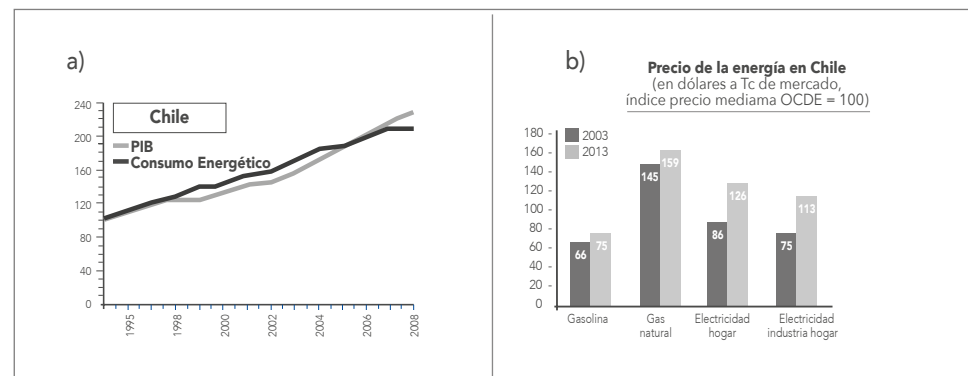 a)
240
200
160
120
80
40
0
Chile
PIB
Consumo Energético
1995
1998
2000
2002
2004
2006
2008
b)
Precio de la energía en Chile
(en dólares a Tc de mercado,
índice precio mediama OCDE = 100)
2003
2013
180 -
160 -
140 -
120 -
100 -
80 -
60 -
40 -
20 -
0 -
66 75
145 159
86 126
75 113
Gasolina
Gas
natural
Electricidad
hogar
Electricidad
industria hogar